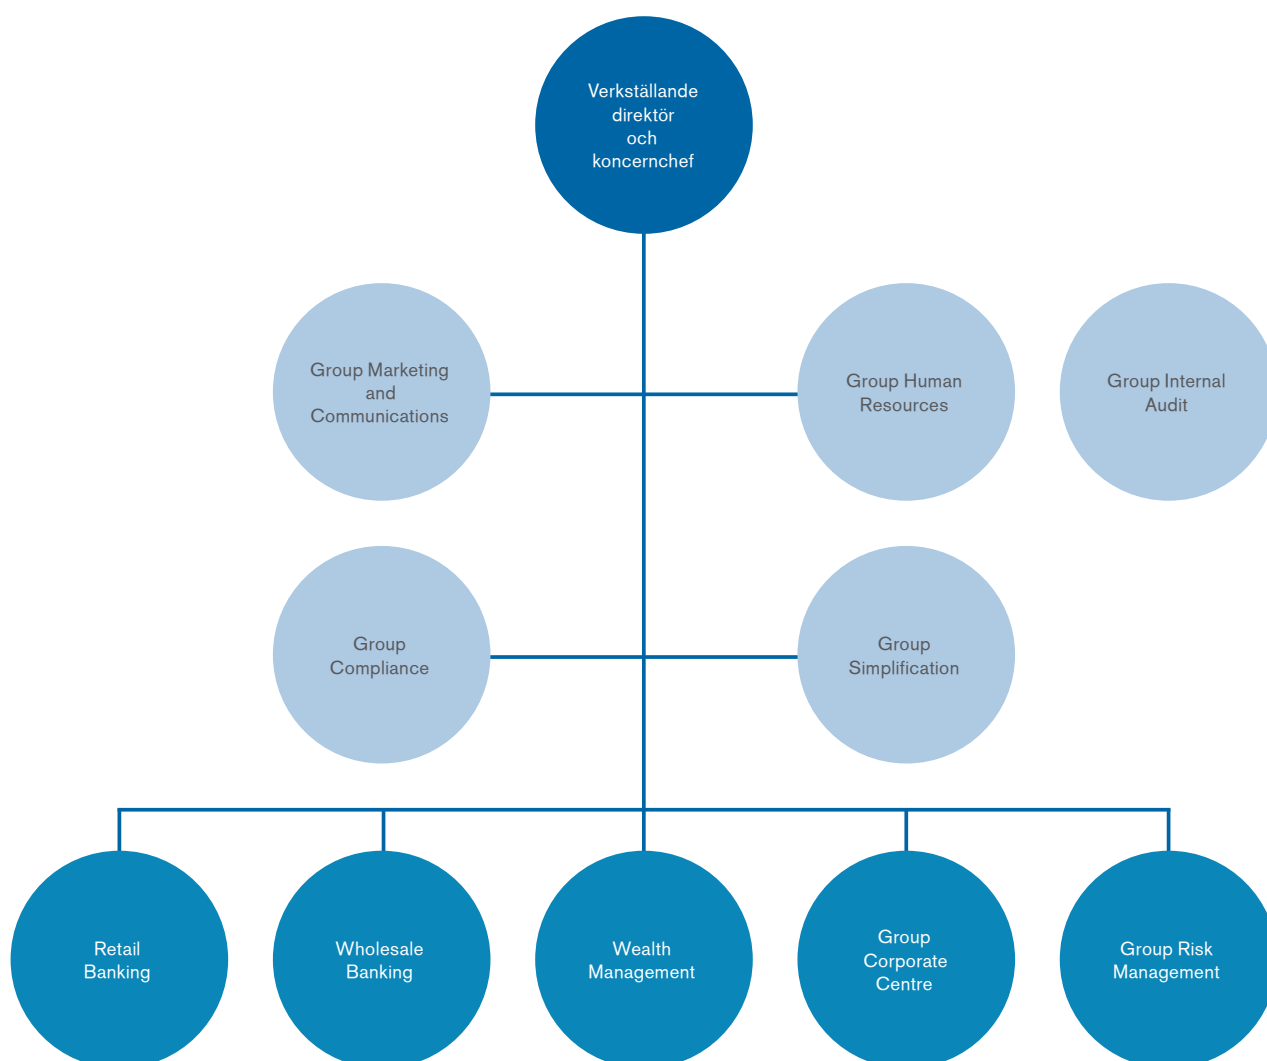 Verkställande
direktör
och
koncernchef
Group Marketing
and
Communications
Group Human
Resources
Group Internal
Audit
Group
Compliance
Group
Simplification
Retail
Banking
Wholesale
Banking
Wealth
Management
Group
Corporate
Centre
Group Risk
Management